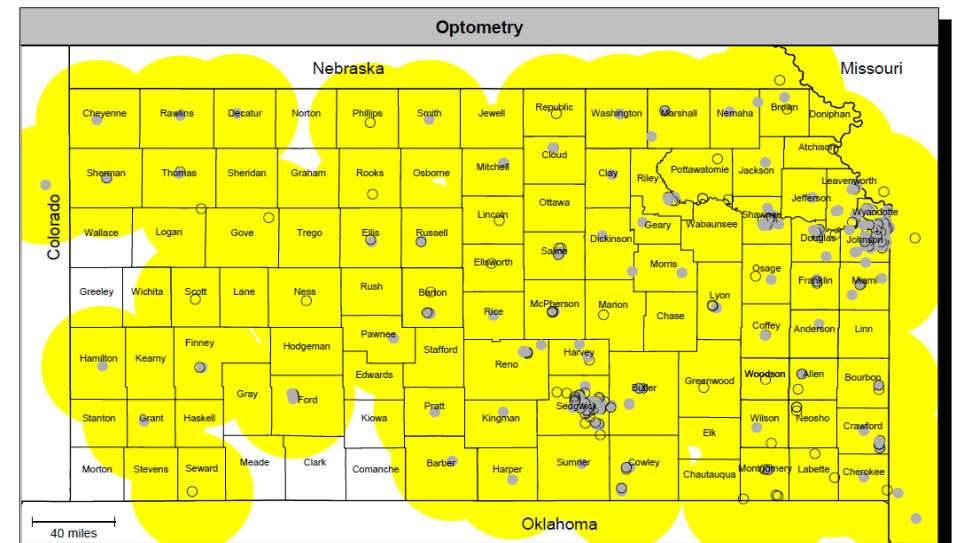 Optometry
Nebraska
Missouri
Colorado
Cheyenne Rawlins Decatur Norton Phillips Smith Jewell Republic Washington Marshall Nemaha Brown Doniphan
Atchison
Sherman Thomas Sheridan Graham Rooks Osborne Mitchell Cloud Clay Riley Pottawatomie Jackson
Leavenworth
Jefferson
Ottawa
Wallace Logan Gove Trego Ellis Russell Lincoln Saline Dickinson Geary Wabaunsee Shawnee Douglas Johnson Wyandotte
Ellsworth Morris Osage Franklin Miami
Greeley Wichita Scott Lane Ness Rush Barton Rice McPherson Marion Chase Lyon
Coffey Anderson Linn
Hamilton Kearny Finney Hodgeman Pawnee Stafford Reno Harvey
Edwards
Gray Ford Butler Greenwood Woodson Allen Bourbon
Stanton Grant Haskell Kiowa Pratt Kingman Sedgwick Elk Wilson Neosho Crawford
Morton Stevens Seward Meade Clark Comanche Barber Harper Sumner Cowley Chautauqua Montgomery Labette Cherokee
Oklahoma
40 miles